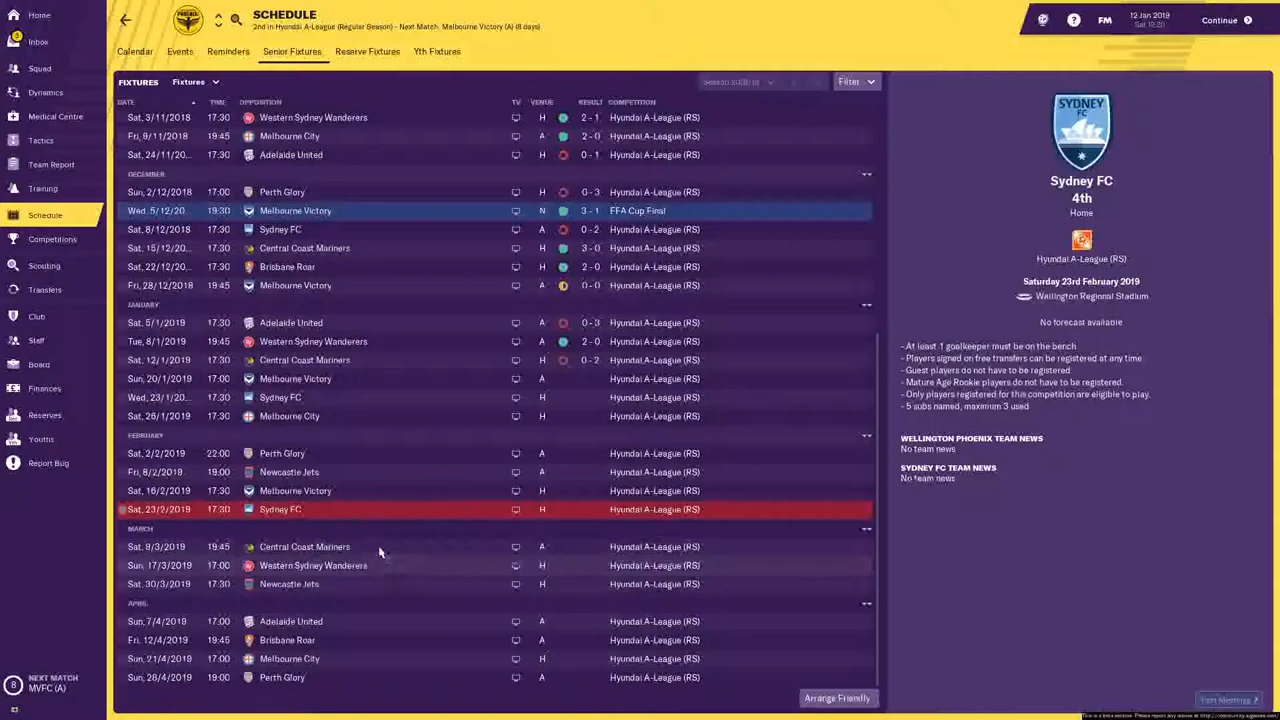 Home
Inbox
Squad
Dynamics
Medical Centre
Tactics
Team Report
Training
Schedule
Competitions
Scouting
Transfers
Club
Staff
Board
Finances
Reserves
Youths
Report Bug
8 NEXT MATCH
MVFC (A)
SCHEDULE
2nd in Hyundai A-League (Regular Season) - Next Match: Melbourne Victory (A) (8 days)
FM 12 Jan 2019 Continue
Calendar Events Reminders Senior Fixtures Reserve Fixtures Yth Fixtures
FIXTURES Fixtures Season 2018/19 Filter
DATE TIME OPPOSITION TV VENUE RESULT COMPETITION
Sat, 3/11/2018 17:30 Western Sydney Wanderers H 2 - 1 Hyundai A-League (RS)
Fri, 9/11/2018 19:45 Melbourne City A 2 - 0 Hyundai A-League (RS)
Sat, 24/11/20... 17:30 Adelaide United H 0 - 1 Hyundai A-League (RS)
DECEMBER
Sun, 2/12/2018 17:00 Perth Glory H 0 - 3 Hyundai A-League (RS)
Wed, 5/12/20 19:30 Melbourne Victory N 3 - 1 FFA Cup Final
Sat, 8/12/2018 17:30 Sydney FC A 0 - 2 Hyundai A-League (RS)
Sat, 15/12/20... 17:30 Central Coast Mariners H 3 - 0 Hyundai A-League (RS)
Sat, 22/12/20... 17:30 Brisbane Roar H 2 - 0 Hyundai A-League (RS)
Fri, 28/12/2018 19:45 Melbourne Victory A 0 - 0 Hyundai A-League (RS)
JANUARY
Sat, 5/1/2019 17:30 Adelaide United A 0 - 3 Hyundai A-League (RS)
Tue, 8/1/2019 19:45 Western Sydney Wanderers A 2 - 0 Hyundai A-League (RS)
Sat, 12/1/2019 17:30 Central Coast Mariners H 0 - 2 Hyundai A-League (RS)
Sun, 20/1/2019 17:00 Melbourne Victory A Hyundai A-League (RS)
Wed, 23/1/20... 17:30 Sydney FC H Hyundai A-League (RS)
Sat, 26/1/2019 17:30 Melbourne City H Hyundai A-League (RS)
FEBRUARY
Sat, 2/2/2019 22:00 Perth Glory A Hyundai A-League (RS)
Fri, 8/2/2019 19:00 Newcastle Jets A Hyundai A-League (RS)
Sat, 16/2/2019 17:30 Melbourne Victory H Hyundai A-League (RS)
Sat, 23/2/2019 17:30 Sydney FC H Hyundai A-League (RS)
MARCH
Sat, 9/3/2019 19:45 Central Coast Mariners A Hyundai A-League (RS)
Sun, 17/3/2019 17:00 Western Sydney Wanderers H Hyundai A-League (RS)
Sat, 30/3/2019 17:30 Newcastle Jets H Hyundai A-League (RS)
APRIL
Sun, 7/4/2019 17:00 Adelaide United A Hyundai A-League (RS)
Fri, 12/4/2019 19:45 Brisbane Roar A Hyundai A-League (RS)
Sun, 21/4/2019 17:00 Melbourne City H Hyundai A-League (RS)
Sun, 28/4/2019 19:00 Perth Glory A Hyundai A-League (RS)
Arrange Friendly
SYDNEY
FC
Sydney FC
4th
Home
Hyundai A-League (RS)
Saturday 23rd February 2019
Wellington Regional Stadium
No forecast available
- At least 1 goalkeeper must be on the bench
- Players signed on free transfers can be registered at any time
- Guest players do not have to be registered
- Mature Age Rookie players do not have to be registered.
- Only players registered for this competition are eligible to play.
- 5 subs named, maximum 3 used
WELLINGTON PHOENIX TEAM NEWS
No team news
SYDNEY FC TEAM NEWS
No team news